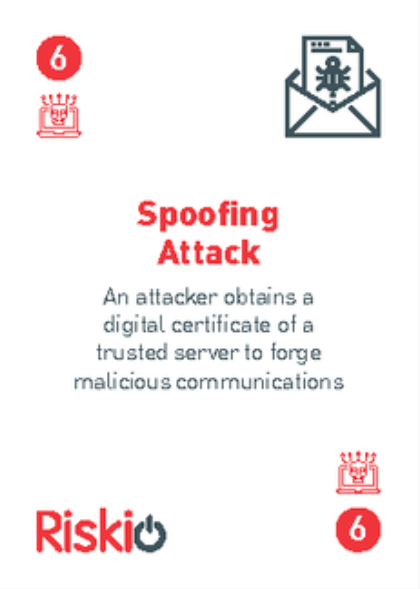 6
Spoofing
Attack
An attacker obtains a
digital certificate of a
trusted server to forge
malicious communications
Riskio
6